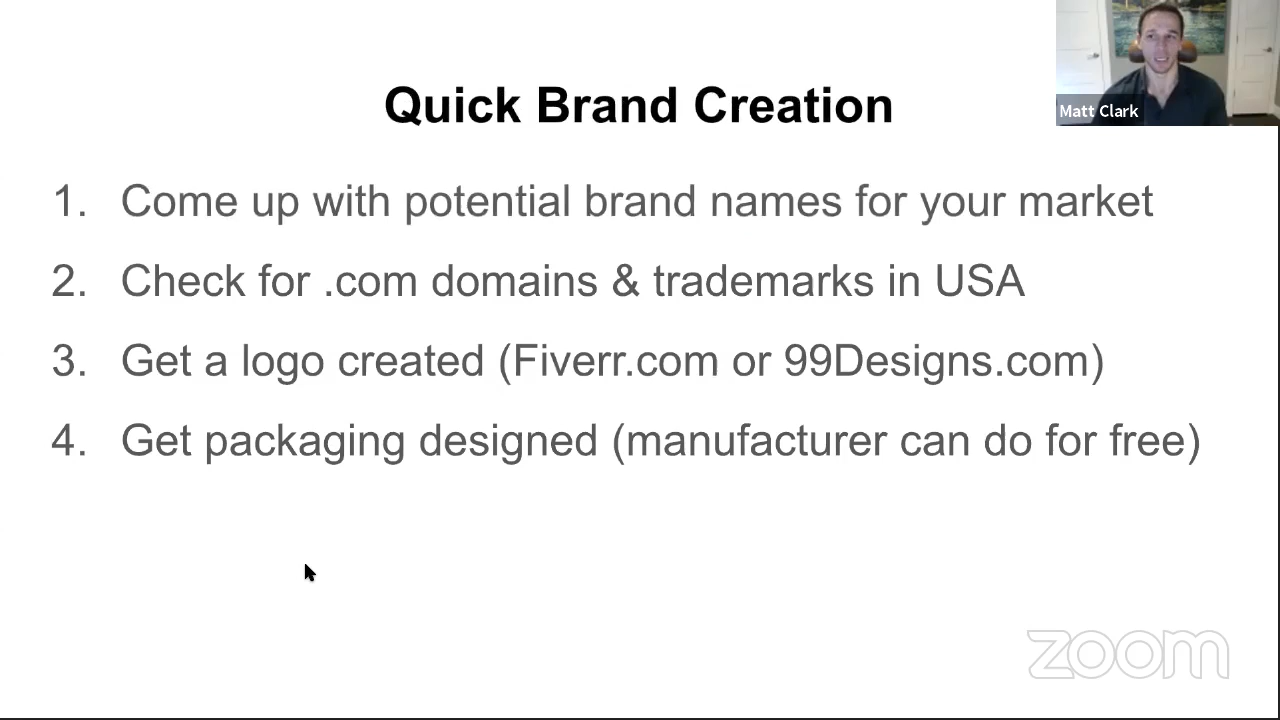 Quick Brand Creation
Matt Clark
1. Come up with potential brand names for your market
2. Check for .com domains & trademarks in USA
3. Get a logo created (Fiverr.com or 99Designs.com)
4. Get packaging designed (manufacturer can do for free)
zoom